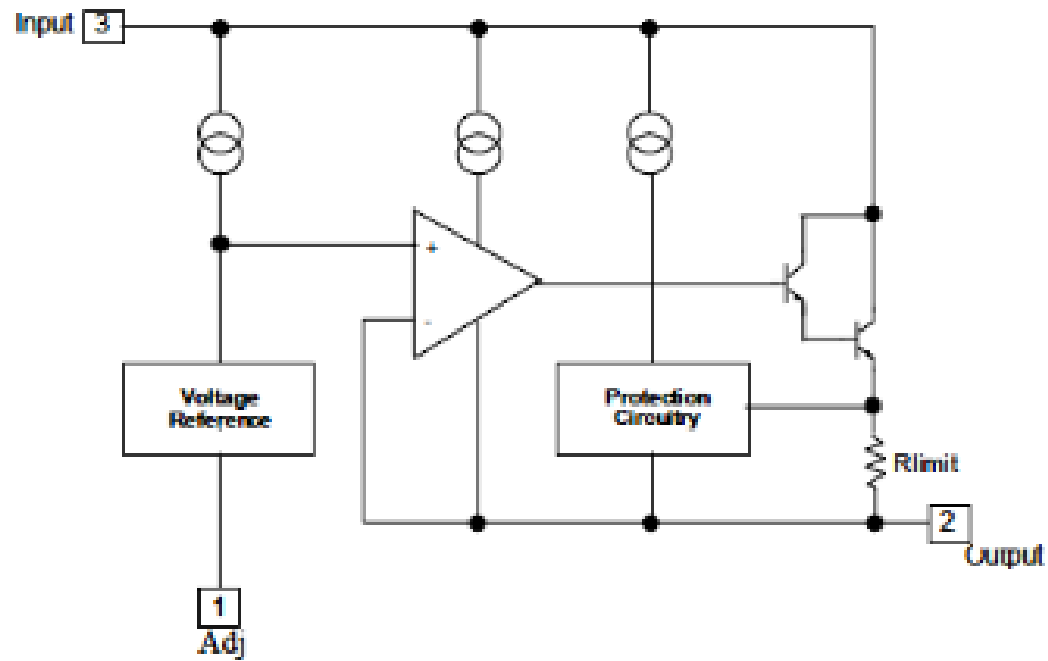 Input 3
+
-
Voltage
Reference
Protection
Circuitry
Rlimit
2
Output
1
Adj